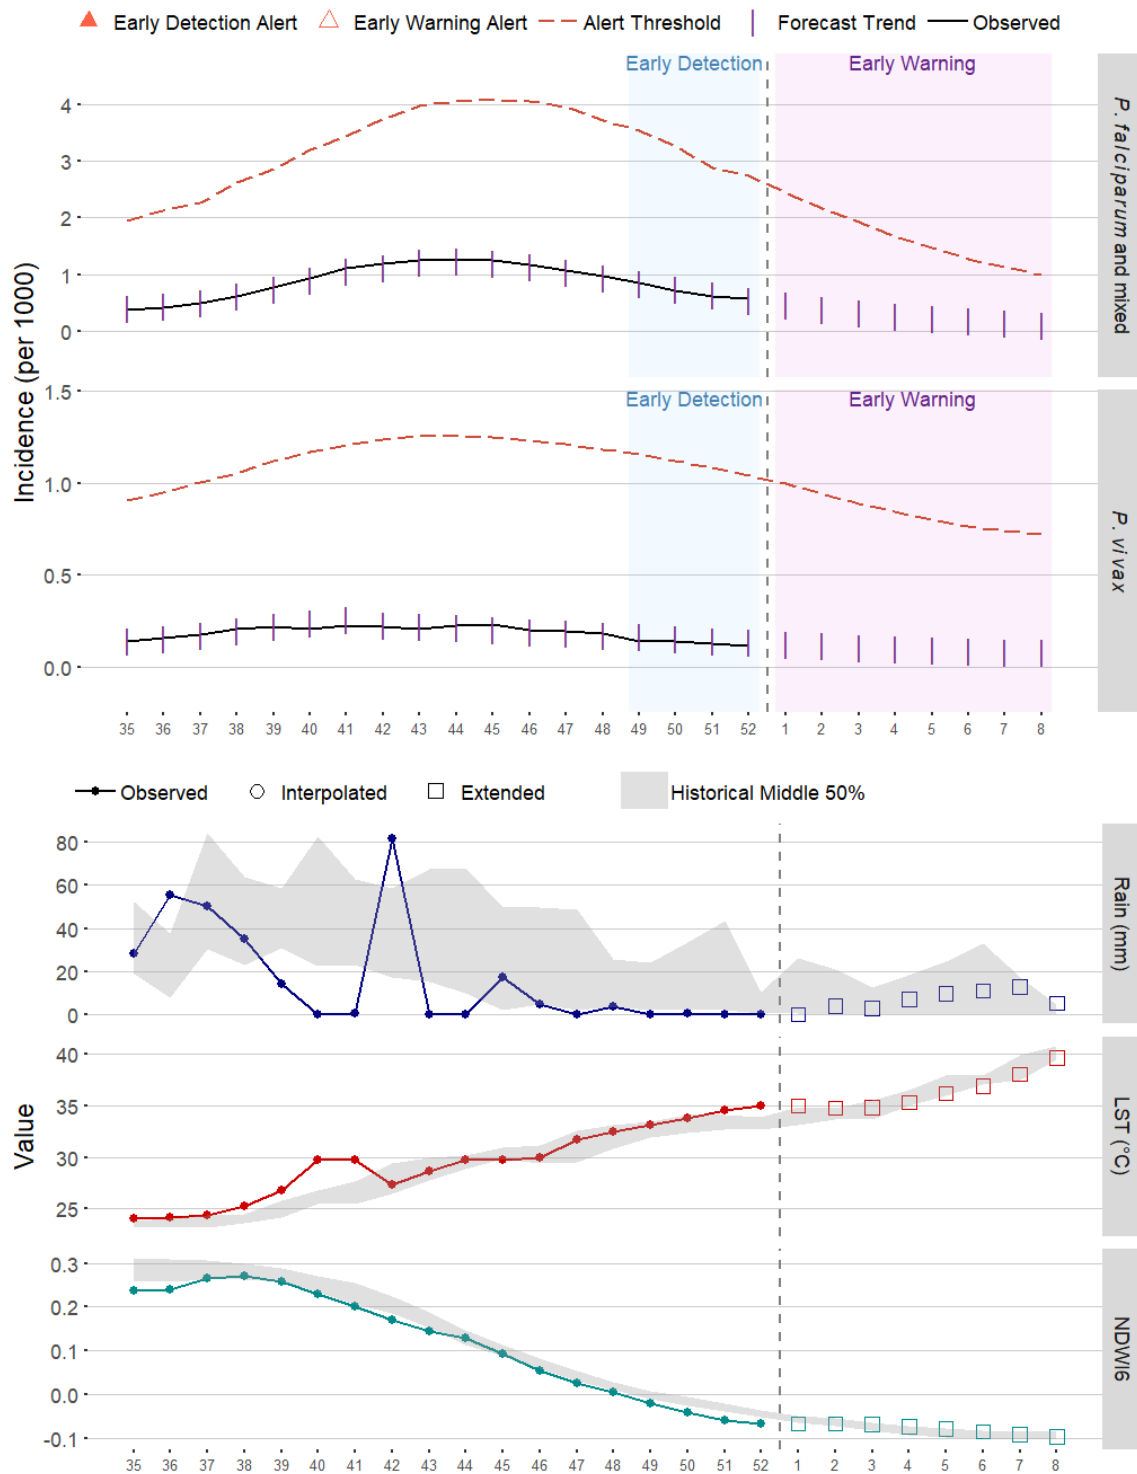 Early Detection Alert Early Warning Alert Alert Threshold Forecast Trend Observed
Early Detection Early Warning
4
3
2
1
0
P. falciparum and mixed
Incidence (per 1000)
Early Detection Early Warning
1.5
1.0
0.5
0.0
P. vivax
35 36 37 38 39 40 41 42 43 44 45 46 47 48 49 50 51 52 1 2 3 4 5 6 7 8
Observed Interpolated Extended Historical Middle 50%
80
60
40
20
0
Rain (mm)
Value
40
35
30
25
LST (°C)
0.3
0.2
0.1
0.0
-0.1
NDWI6
35 36 37 38 39 40 41 42 43 44 45 46 47 48 49 50 51 52 1 2 3 4 5 6 7 8